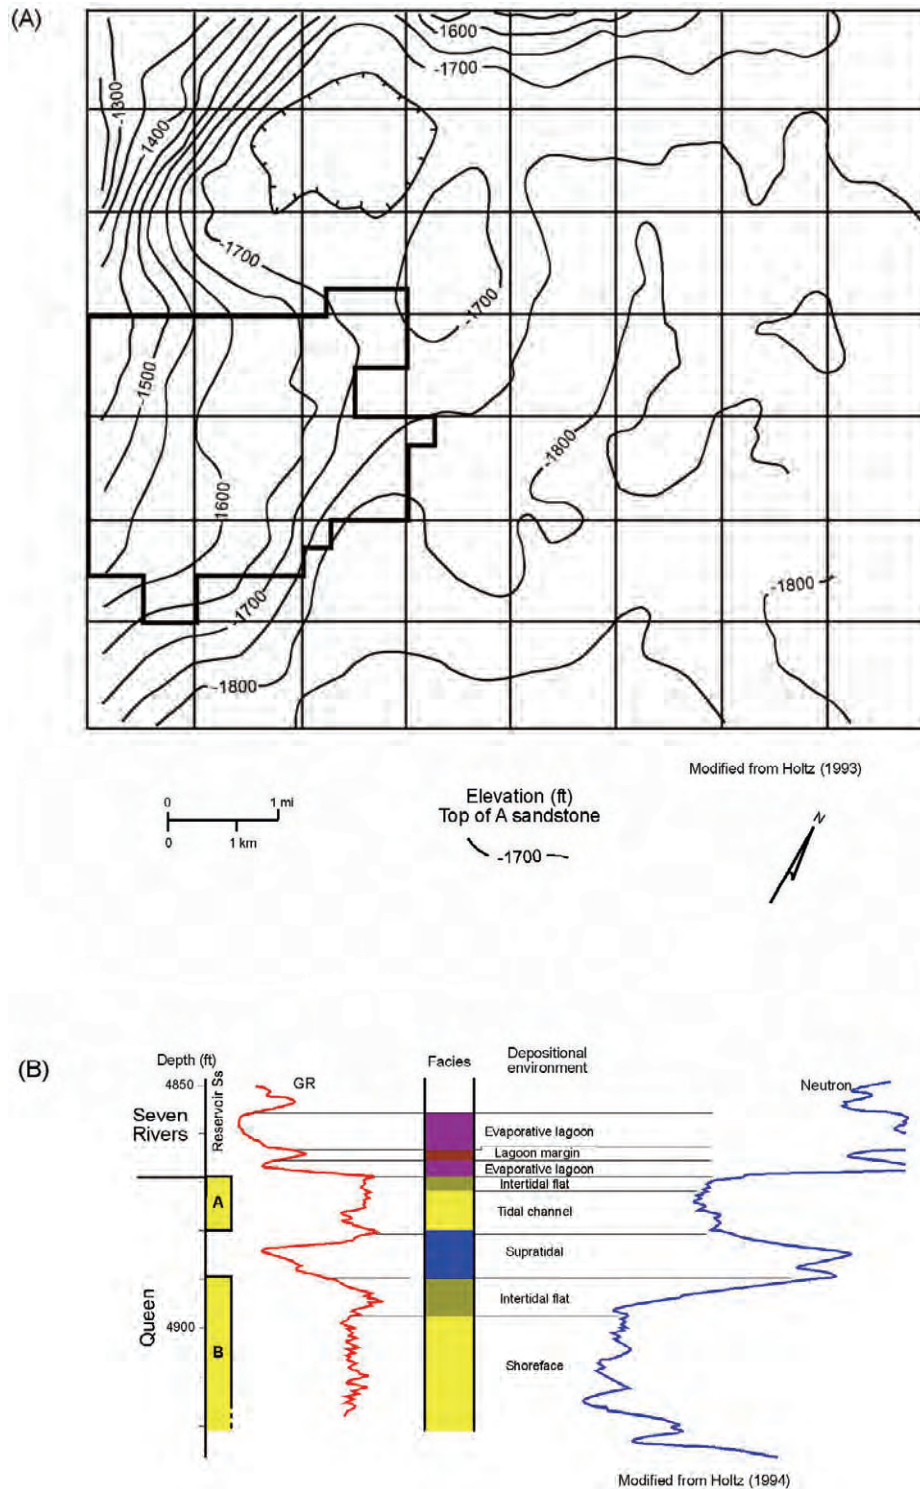 (A)
-1600
-1700
-1300
-1400
-1700
-1700
-1500
-1800
1600
-1800
-1700
-1800
Modified from Holtz (1993)
0 1 mi
0 1 km
Elevation (ft)
Top of A sandstone
-1700
N
(B)
Depth (ft)
Reservoir Ss
GR
Facies
Depositional
environment
Neutron
4850
Seven
Rivers
Evaporative lagoon
Lagoon margin
Evaporative lagoon
Intertidal flat
A
Tidal channel
Supratidal
Queen
Intertidal flat
4900
B
Shoreface
Modified from Holtz (1994)